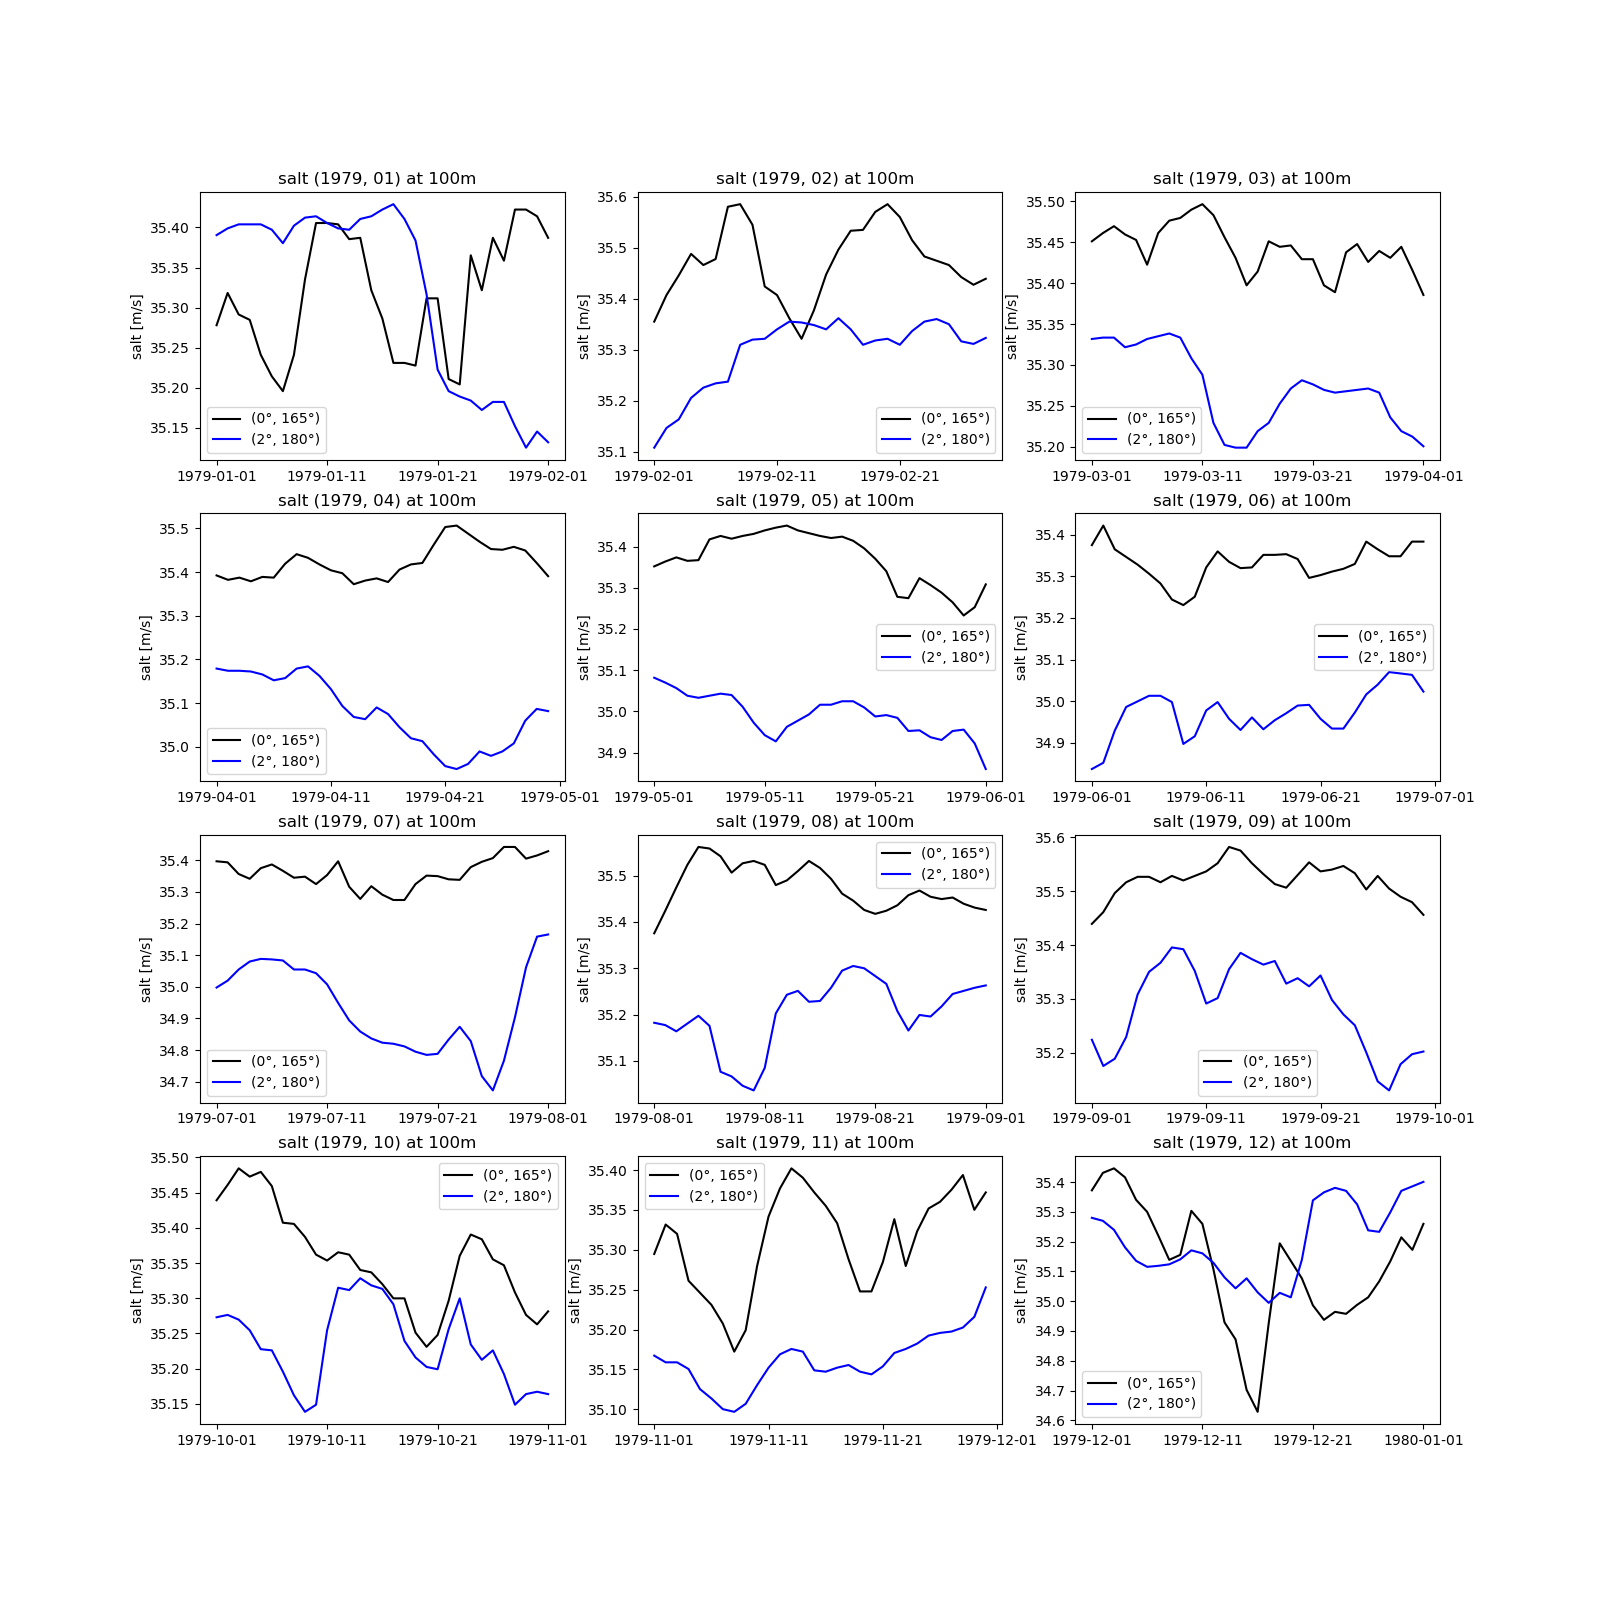 salt (1979, 01) at 100m
salt (1979, 02) at 100m
salt (1979, 03) at 100m
35.40
35.35
35.30
35.25
35.20
35.15
salt [m/s]
(0°, 165°)
(2°, 180°)
1979-01-01 1979-01-11 1979-01-21 1979-02-01
35.6
35.5
35.4
35.3
35.2
35.1
salt [m/s]
(0°, 165°)
(2°, 180°)
1979-02-01 1979-02-11 1979-02-21
35.50
35.45
35.40
35.35
35.30
35.25
35.20
salt [m/s]
(0°, 165°)
(2°, 180°)
1979-03-01 1979-03-11 1979-03-21 1979-04-01
salt (1979, 04) at 100m
salt (1979, 05) at 100m
salt (1979, 06) at 100m
35.5
35.4
35.3
35.2
35.1
35.0
salt [m/s]
(0°, 165°)
(2°, 180°)
1979-04-01 1979-04-11 1979-04-21 1979-05-01
35.4
35.3
35.2
35.1
35.0
34.9
salt [m/s]
(0°, 165°)
(2°, 180°)
1979-05-01 1979-05-11 1979-05-21 1979-06-01
35.4
35.3
35.2
35.1
35.0
34.9
salt [m/s]
(0°, 165°)
(2°, 180°)
1979-06-01 1979-06-11 1979-06-21 1979-07-01
salt (1979, 07) at 100m
salt (1979, 08) at 100m
salt (1979, 09) at 100m
35.4
35.3
35.2
35.1
35.0
34.9
34.8
34.7
salt [m/s]
(0°, 165°)
(2°, 180°)
1979-07-01 1979-07-11 1979-07-21 1979-08-01
35.5
35.4
35.3
35.2
35.1
salt [m/s]
(0°, 165°)
(2°, 180°)
1979-08-01 1979-08-11 1979-08-21 1979-09-01
35.6
35.5
35.4
35.3
35.2
salt [m/s]
(0°, 165°)
(2°, 180°)
1979-09-01 1979-09-11 1979-09-21 1979-10-01
salt (1979, 10) at 100m
salt (1979, 11) at 100m
salt (1979, 12) at 100m
35.50
35.45
35.40
35.35
35.30
35.25
35.20
35.15
salt [m/s]
(0°, 165°)
(2°, 180°)
1979-10-01 1979-10-11 1979-10-21 1979-11-01
35.40
35.35
35.30
35.25
35.20
35.15
35.10
salt [m/s]
(0°, 165°)
(2°, 180°)
1979-11-01 1979-11-11 1979-11-21 1979-12-01
35.4
35.3
35.2
35.1
35.0
34.9
34.8
34.7
34.6
salt [m/s]
(0°, 165°)
(2°, 180°)
1979-12-01 1979-12-11 1979-12-21 1980-01-01